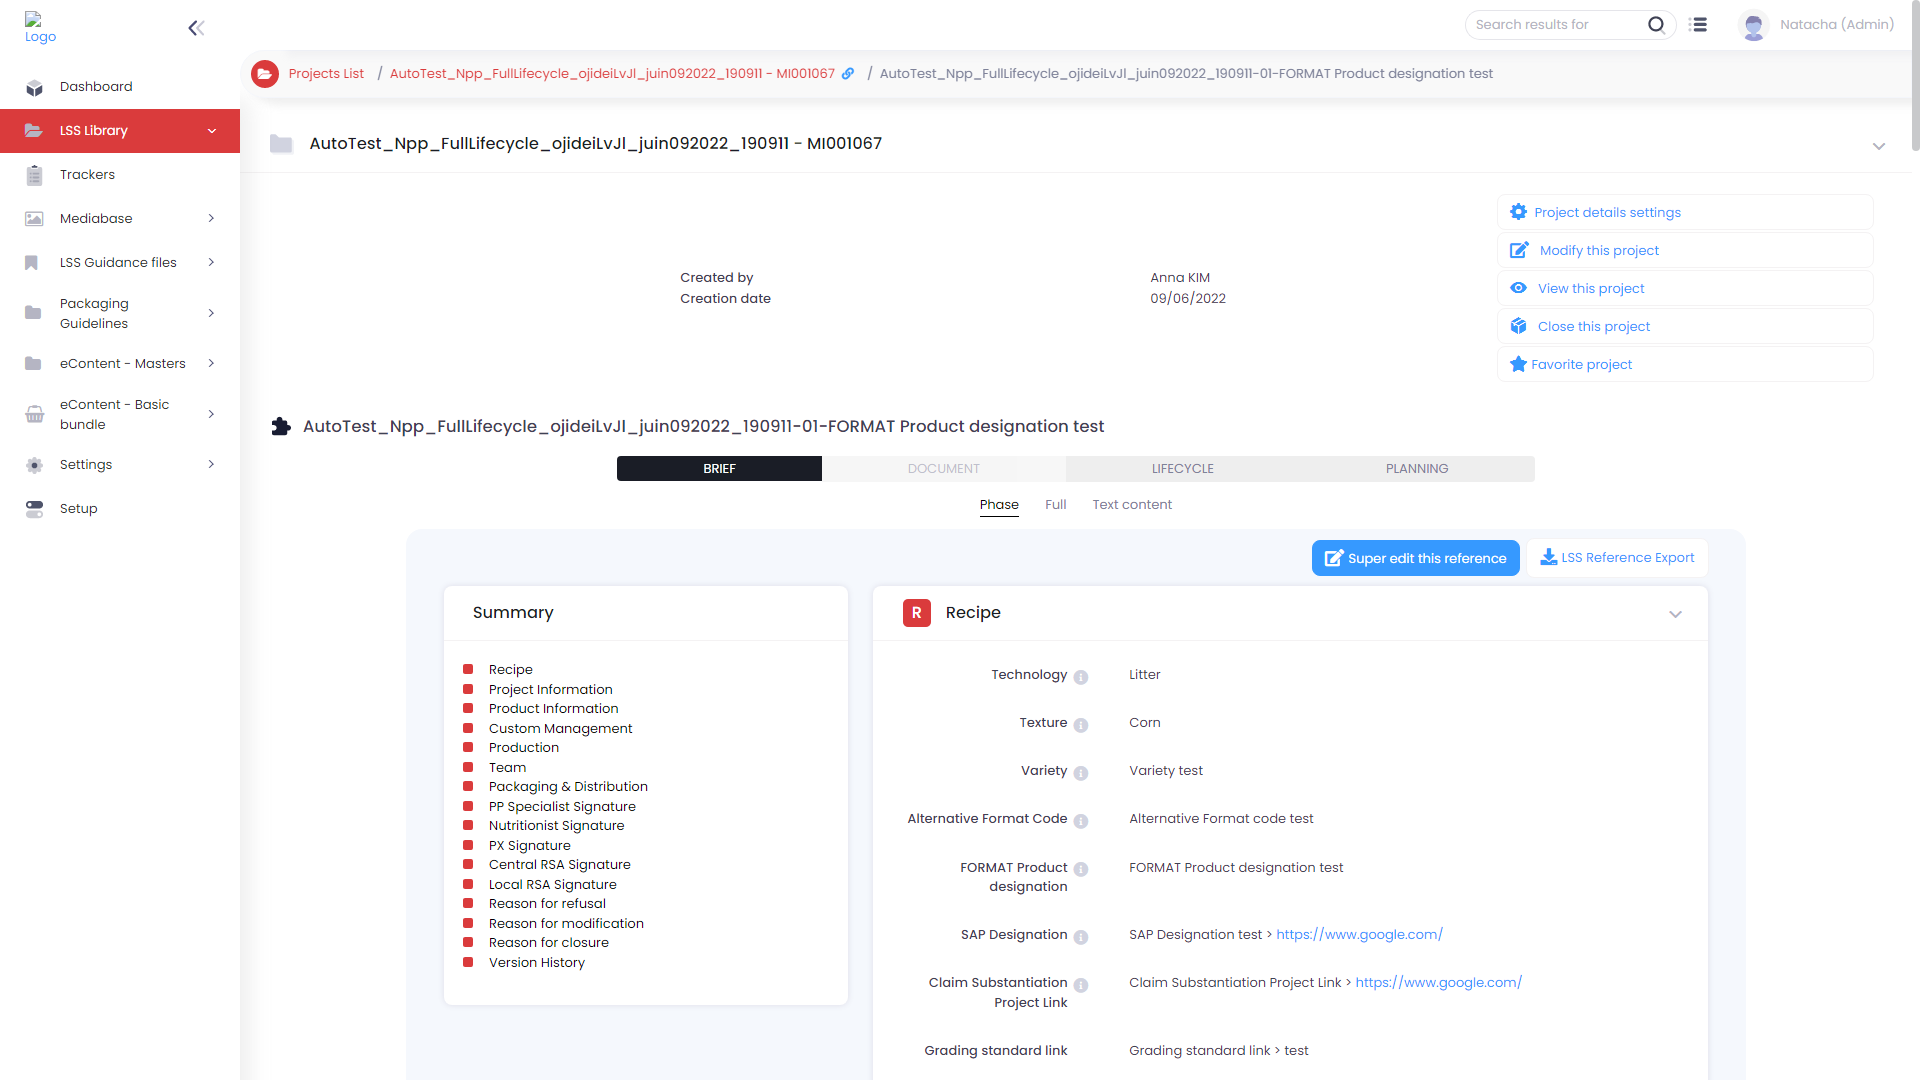 Logo
Search results for
Natacha (Admin)
Dashboard
LSS Library
Trackers
Mediabase
LSS Guidance files
Packaging
Guidelines
eContent - Masters
eContent - Basic
bundle
Settings
Setup
Projects List / AutoTest_Npp_FullLifecycle_ojideiLvJl_juin092022_190911 - MI001067 / AutoTest_Npp_FullLifecycle_ojideiLvJl_juin092022_190911-01-FORMAT Product designation test
AutoTest_Npp_FullLifecycle_ojideiLvJl_juin092022_190911 - MI001067
Created by Anna KIM
Creation date 09/06/2022
Project details settings
Modify this project
View this project
Close this project
Favorite project
AutoTest_Npp_FullLifecycle_ojideiLvJl_juin092022_190911-01-FORMAT Product designation test
BRIEF DOCUMENT LIFECYCLE PLANNING
Phase Full Text content
Super edit this reference LSS Reference Export
Summary
Recipe
Project Information
Product Information
Custom Management
Production
Team
Packaging & Distribution
PP Specialist Signature
Nutritionist Signature
PX Signature
Central RSA Signature
Local RSA Signature
Reason for refusal
Reason for modification
Reason for closure
Version History
R Recipe
Technology i Litter
Texture i Corn
Variety i Variety test
Alternative Format Code i Alternative Format code test
FORMAT Product i FORMAT Product designation test
designation
SAP Designation i SAP Designation test > https://www.google.com/
Claim Substantiation i Claim Substantiation Project Link > https://www.google.com/
Project Link
Grading standard link Grading standard link > test